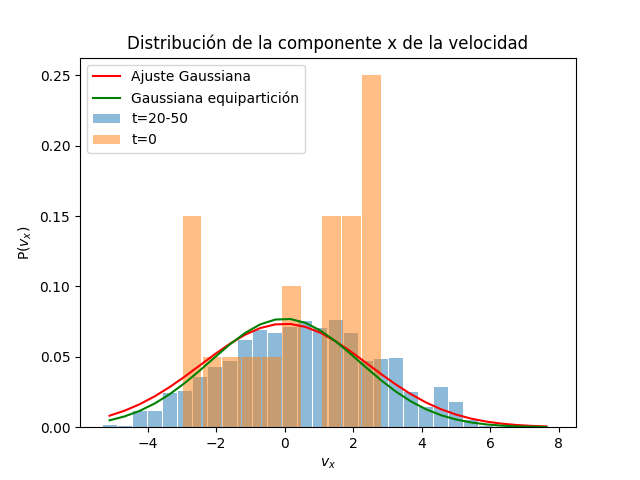 Distribución de la componente x de la velocidad
Ajuste Gaussiana
Gaussiana equipartición
t=20-50
t=0
P(vₓ)
0.25
0.20
0.15
0.10
0.05
0.00
−4 −2 0 2 4 6 8
vₓ